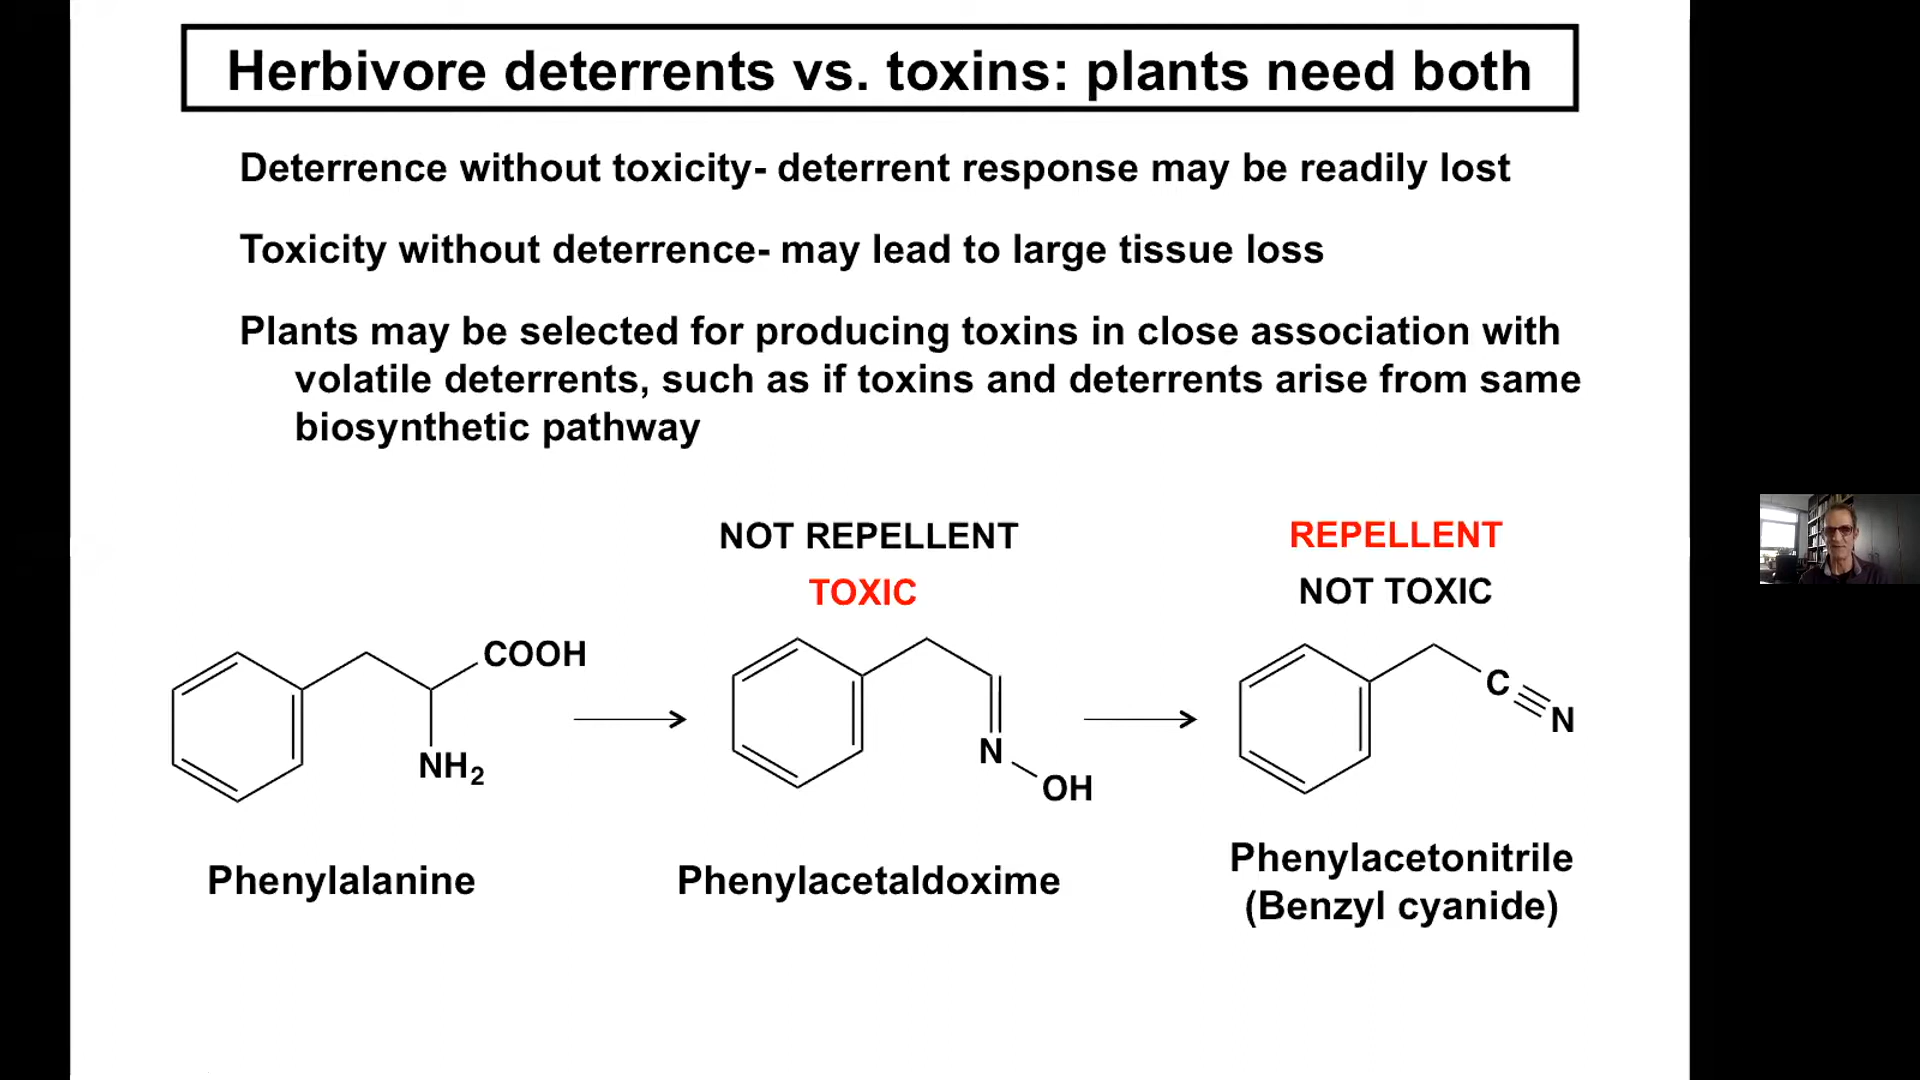 Herbivore deterrents vs. toxins: plants need both
Deterrence without toxicity- deterrent response may be readily lost
Toxicity without deterrence- may lead to large tissue loss
Plants may be selected for producing toxins in close association with
volatile deterrents, such as if toxins and deterrents arise from same
biosynthetic pathway
NOT REPELLENT
TOXIC
REPELLENT
NOT TOXIC
COOH
NH2
N
OH
C
N
Phenylalanine
Phenylacetaldoxime
Phenylacetonitrile
(Benzyl cyanide)